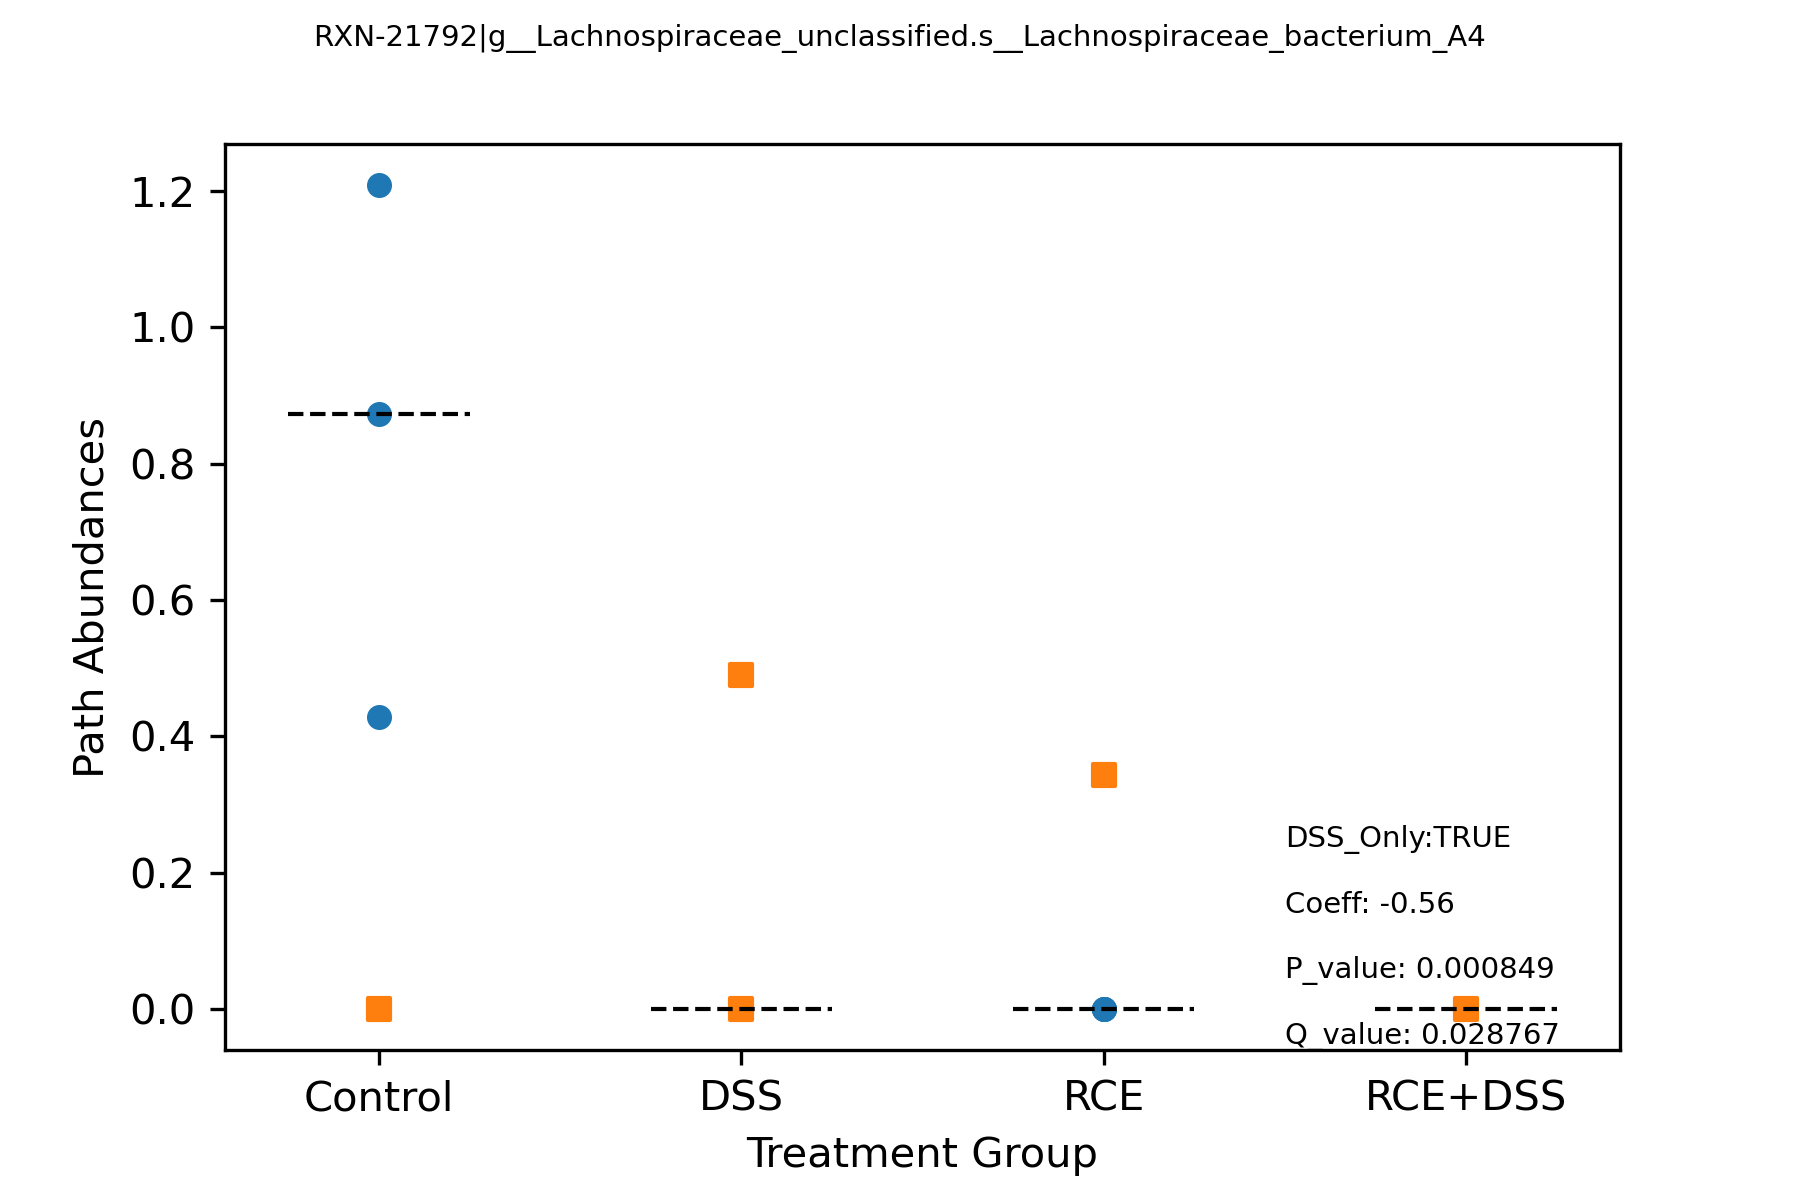 RXN-21792|g__Lachnospiraceae_unclassified.s__Lachnospiraceae_bacterium_A4
Path Abundances
1.2
1.0
0.8
0.6
0.4
0.2
0.0
DSS_Only:TRUE
Coeff: -0.56
P_value: 0.000849
Q_value: 0.028767
Control
DSS
RCE
RCE+DSS
Treatment Group